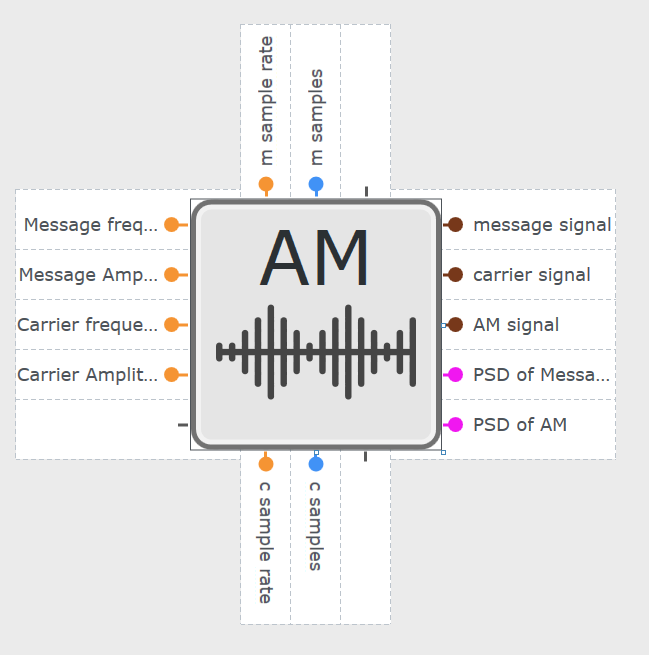 m sample rate
m samples
Message freq...
Message Amp...
Carrier freque...
Carrier Amplit...
AM
message signal
carrier signal
AM signal
PSD of Messa...
PSD of AM
c sample rate
c samples